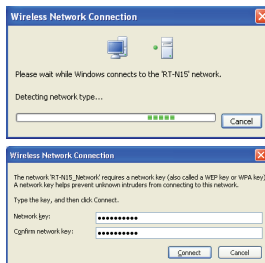 Wireless Network Connection
Please wait while Windows connects to the 'RT-N15' network.
Detecting network type...
Cancel
Wireless Network Connection
The network 'RT-N15_Network' requires a network key (also called a WEP key or WPA key)
A network key helps prevent unknown intruders from connecting to this network.
Type the key, and then click Connect.
Network key: ••••••••••
Confirm network key: ••••••••••
Connect Cancel